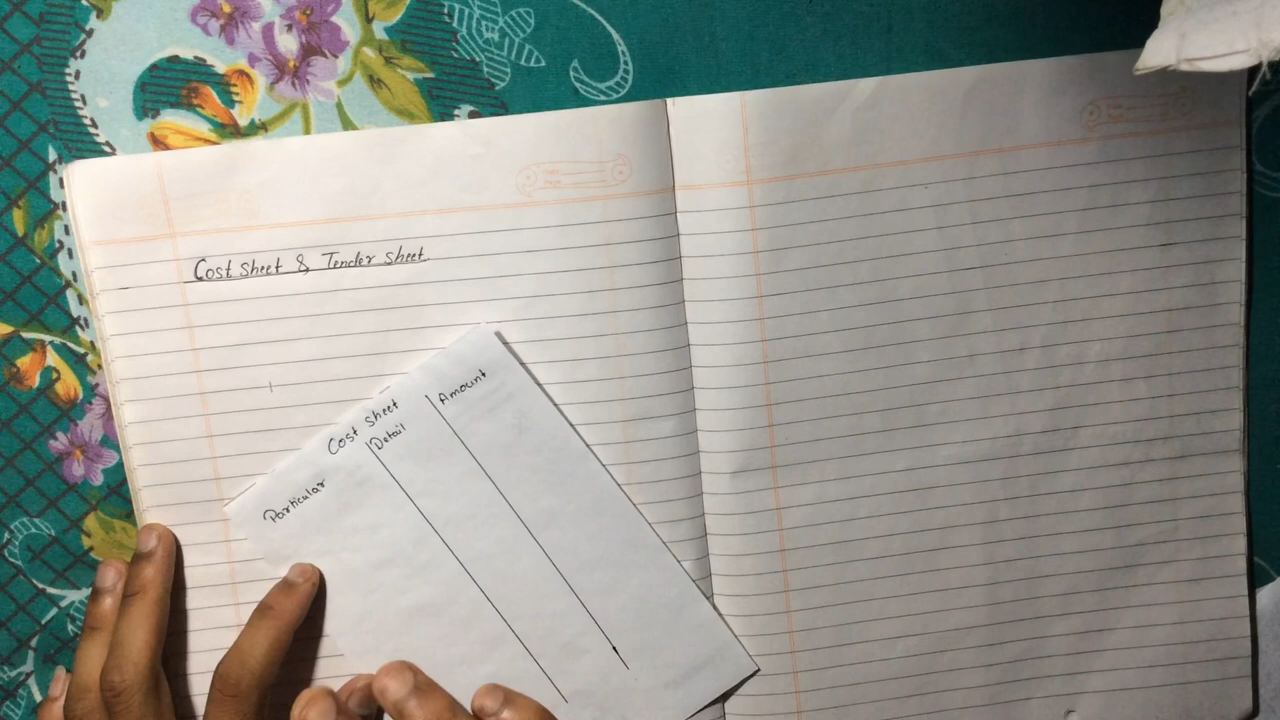 Cost sheet & Tender sheet.
Cost sheet
Particular Detail Amount